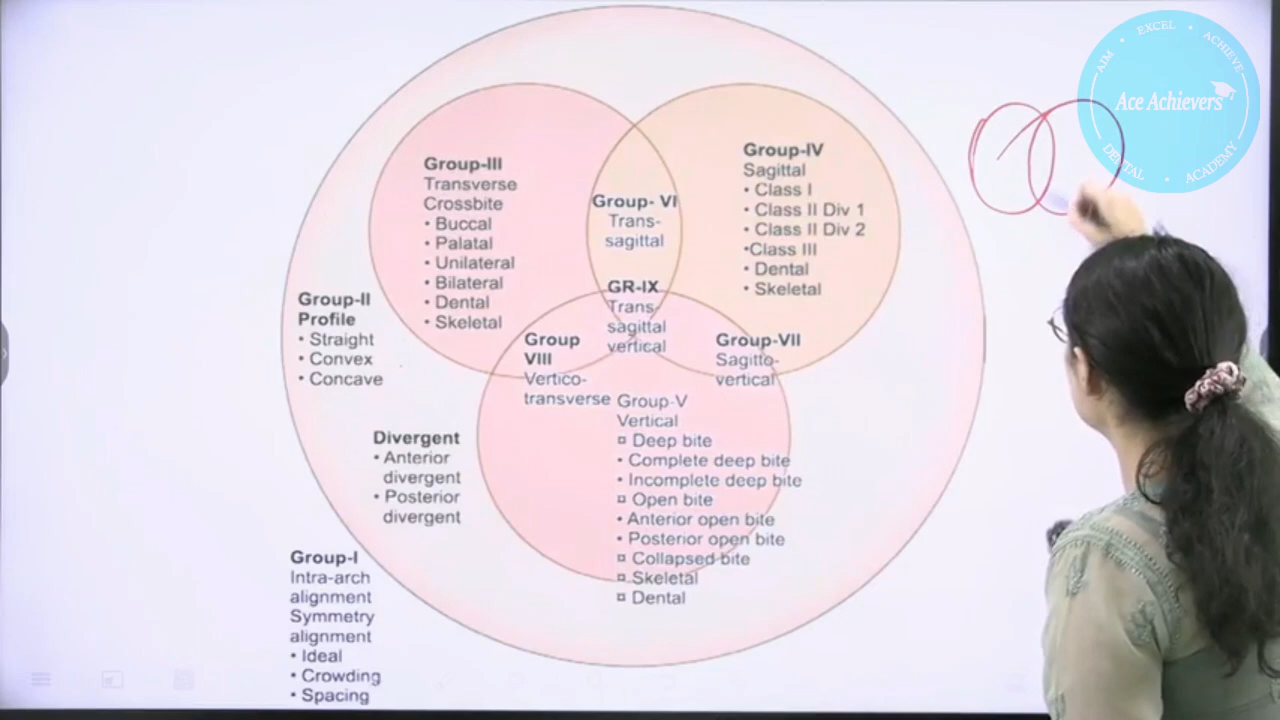 Group-III
Transverse
Crossbite
• Buccal
• Palatal
• Unilateral
• Bilateral
• Dental
• Skeletal
Group- VI
Trans-
sagittal
Group-IV
Sagittal
• Class I
• Class II Div 1
• Class II Div 2
•Class III
• Dental
• Skeletal
GR-IX
Trans-
sagittal
vertical
Group-II
Profile
• Straight
• Convex
• Concave
Group
VIII
Vertico-
transverse
Group-VII
Sagitto-
vertical
Group-V
Vertical
¤ Deep bite
• Complete deep bite
• Incomplete deep bite
¤ Open bite
• Anterior open bite
• Posterior open bite
¤ Collapsed bite
¤ Skeletal
¤ Dental
Divergent
• Anterior
divergent
• Posterior
divergent
Group-I
Intra-arch
alignment
Symmetry
alignment
• Ideal
• Crowding
• Spacing
AIM • EXCEL • ACHIEVE
Ace Achievers
DENTAL • ACADEMY